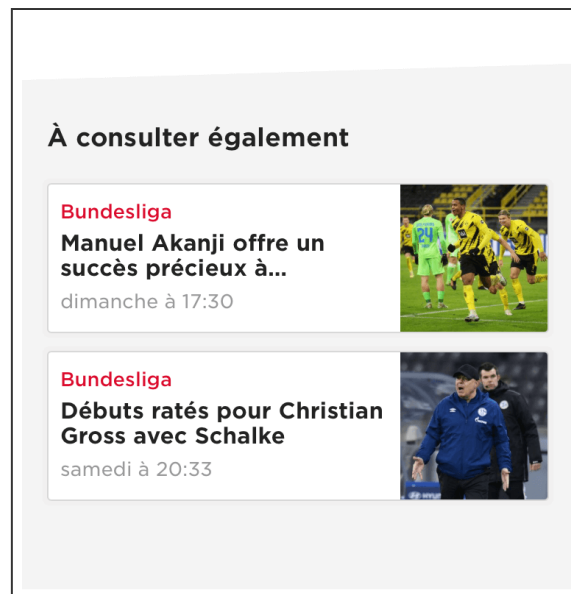 À consulter également
Bundesliga
Manuel Akanji offre un
succès précieux à...
dimanche à 17:30
24
Bundesliga
Débuts ratés pour Christian
Gross avec Schalke
samedi à 20:33